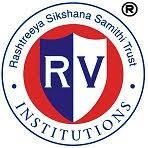 ®
Rashtreeya Sikshana Samithi Trust
RV
INSTITUTIONS